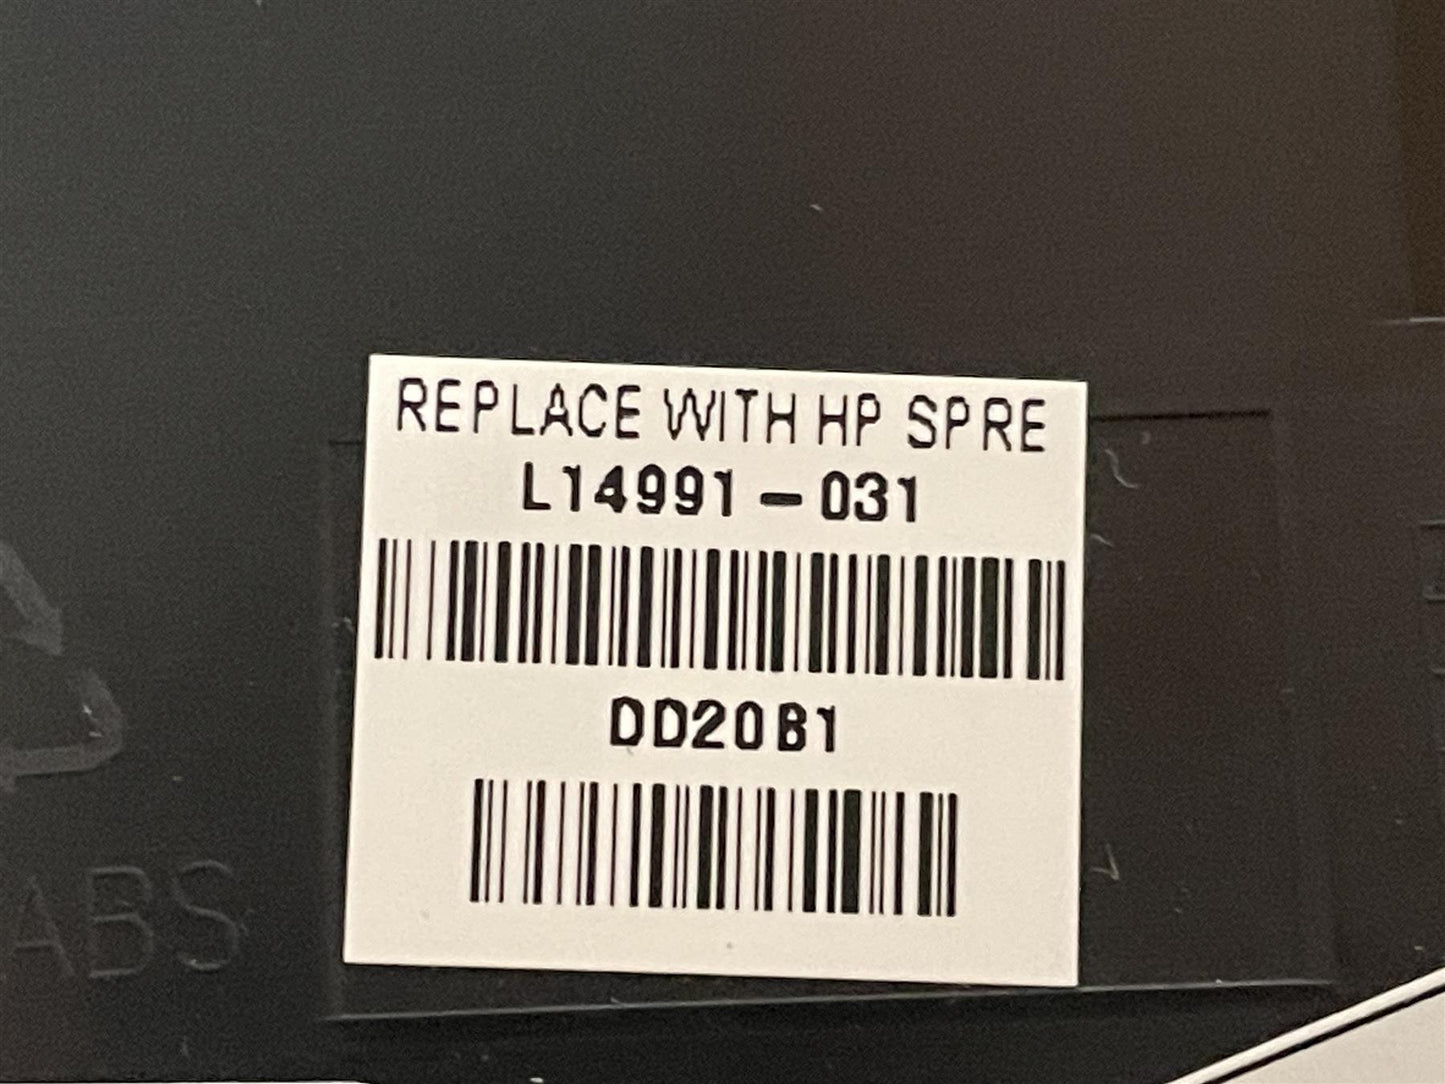 REPLACE WITH HP SPRE
L14991-031
DD20B1
ABS